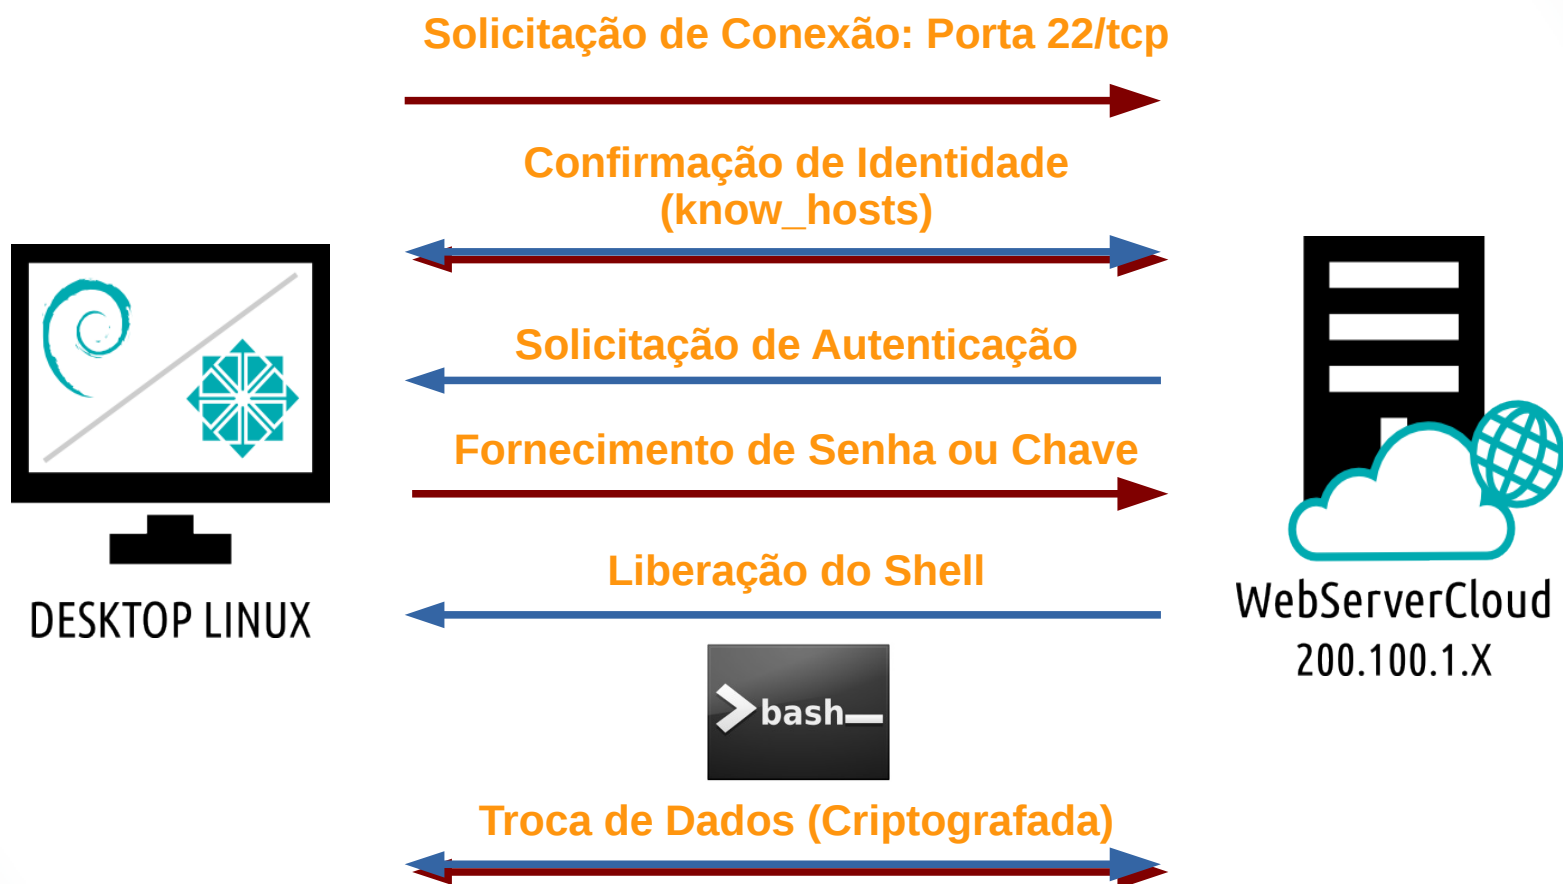 Solicitação de Conexão: Porta 22/tcp
Confirmação de Identidade
(know_hosts)
Solicitação de Autenticação
Fornecimento de Senha ou Chave
Liberação do Shell
DESKTOP LINUX
WebServerCloud
200.100.1.X
bash
Troca de Dados (Criptografada)